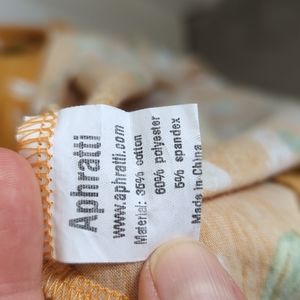 Aphratti
www.aphratti.com
Material: 35% cotton
60% polyester
5% spandex
Made in China